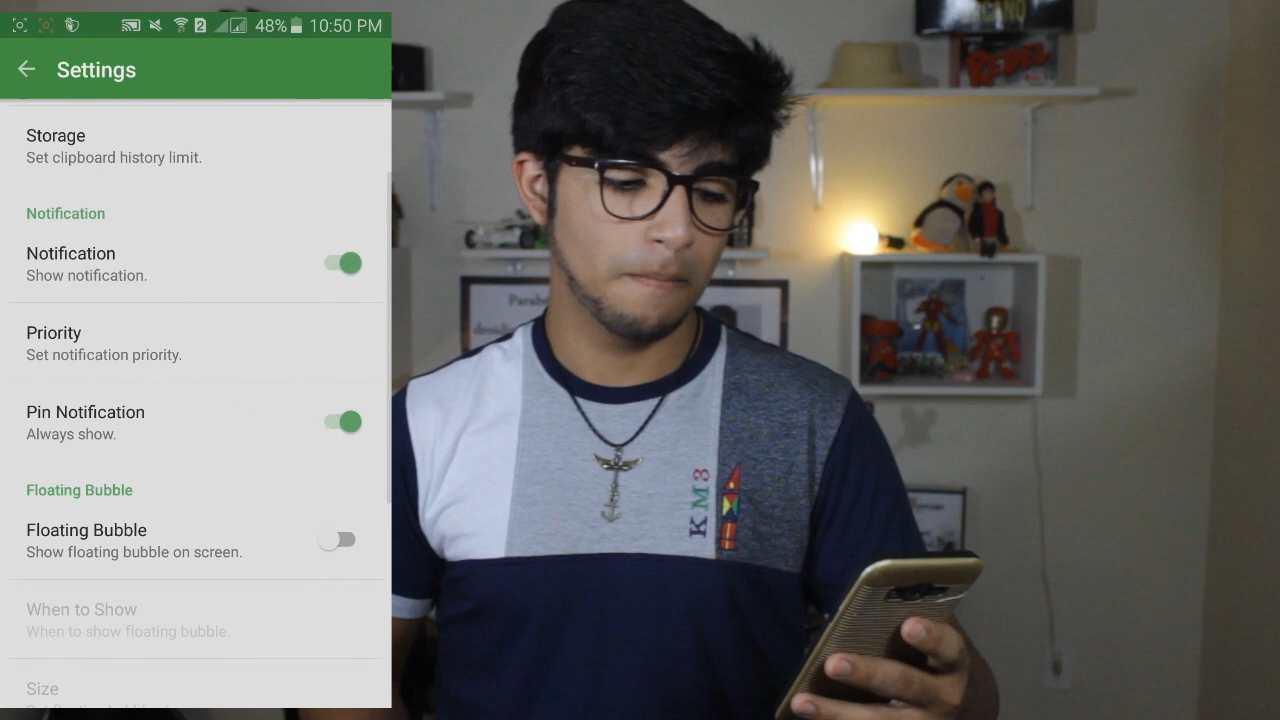 2
48%
10:50 PM
Settings
Storage
Set clipboard history limit.
Notification
Notification
Show notification.
Priority
Set notification priority.
Pin Notification
Always show.
Floating Bubble
Floating Bubble
Show floating bubble on screen.
When to Show
When to show floating bubble.
Size
REBEL
KM3